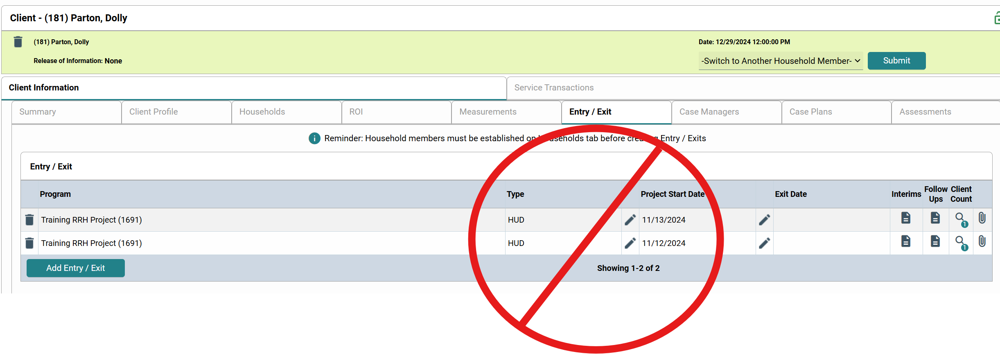 Client - (181) Parton, Dolly
(181) Parton, Dolly
Date: 12/29/2024 12:00:00 PM
Release of Information: None
-Switch to Another Household Member-
Submit
Client Information
Service Transactions
Summary
Client Profile
Households
ROI
Measurements
Entry / Exit
Case Managers
Case Plans
Assessments
Reminder: Household members must be established on tab before Entry / Exits
Entry / Exit
Program
Type
Project Start Date
Exit Date
Interims
Follow Ups
Client Count
Training RRH Project (1691)
HUD
11/13/2024
1
Training RRH Project (1691)
HUD
11/12/2024
1
Add Entry / Exit
Showing 1-2 of 2